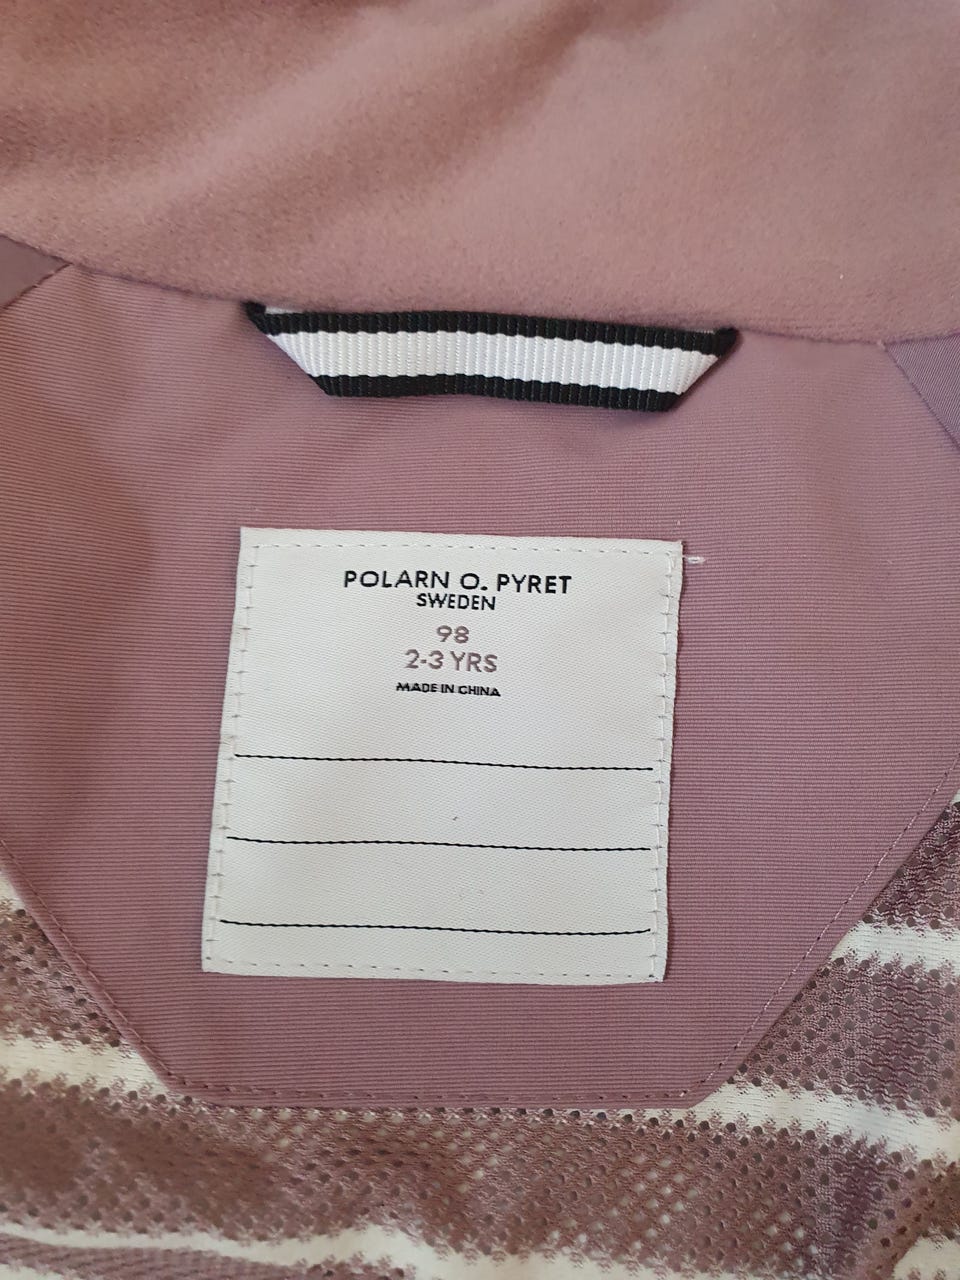 POLARN O. PYRET
SWEDEN
98
2-3 YRS
MADE IN CHINA